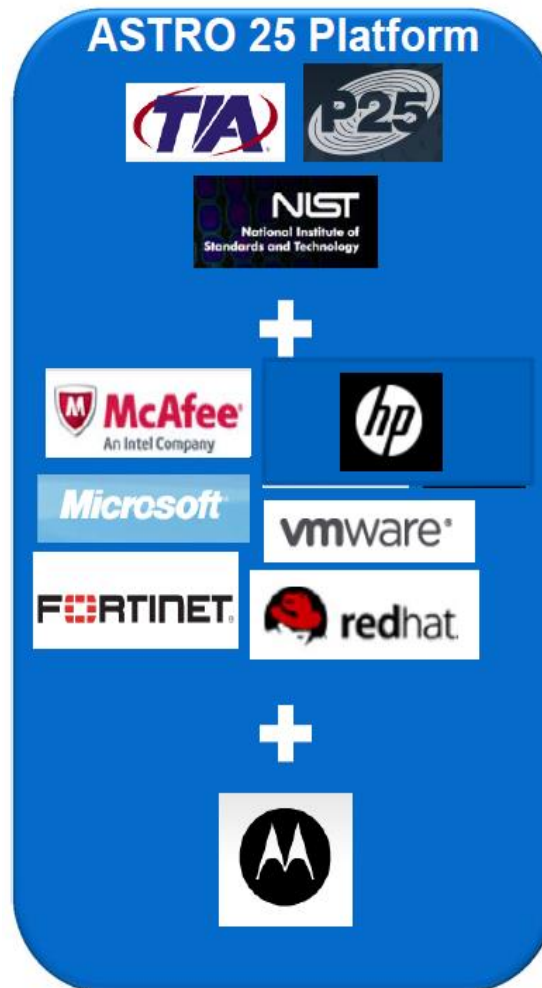 ASTRO 25 Platform
TIA
P25
NIST
National Institute of
Standards and Technology
+
McAfee
An Intel Company
hp
Microsoft
vmware
FORTINET
redhat
+